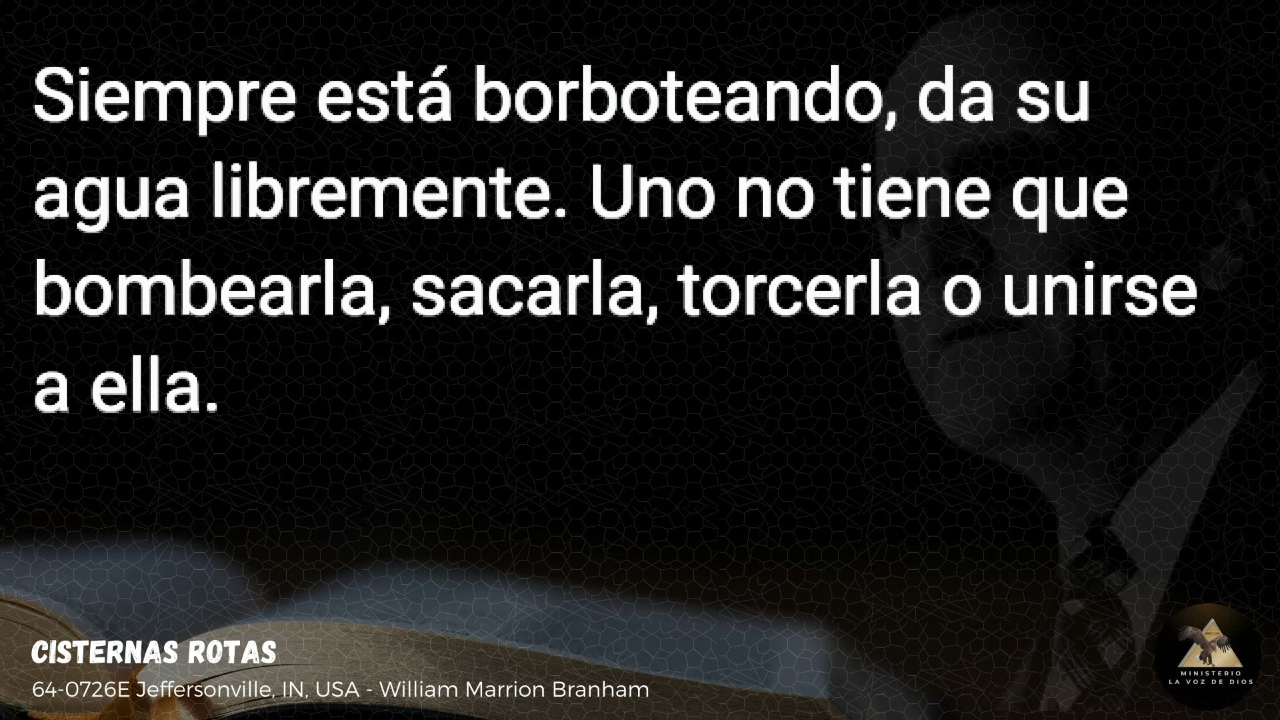 Siempre está borboteando, da su
agua libremente. Uno no tiene que
bombearla, sacarla, torcerla o unirse
a ella.
CISTERNAS ROTAS
64-0726E Jeffersonville, IN, USA - William Marrion Branham
MINISTERIO
LA VOZ DE DIOS